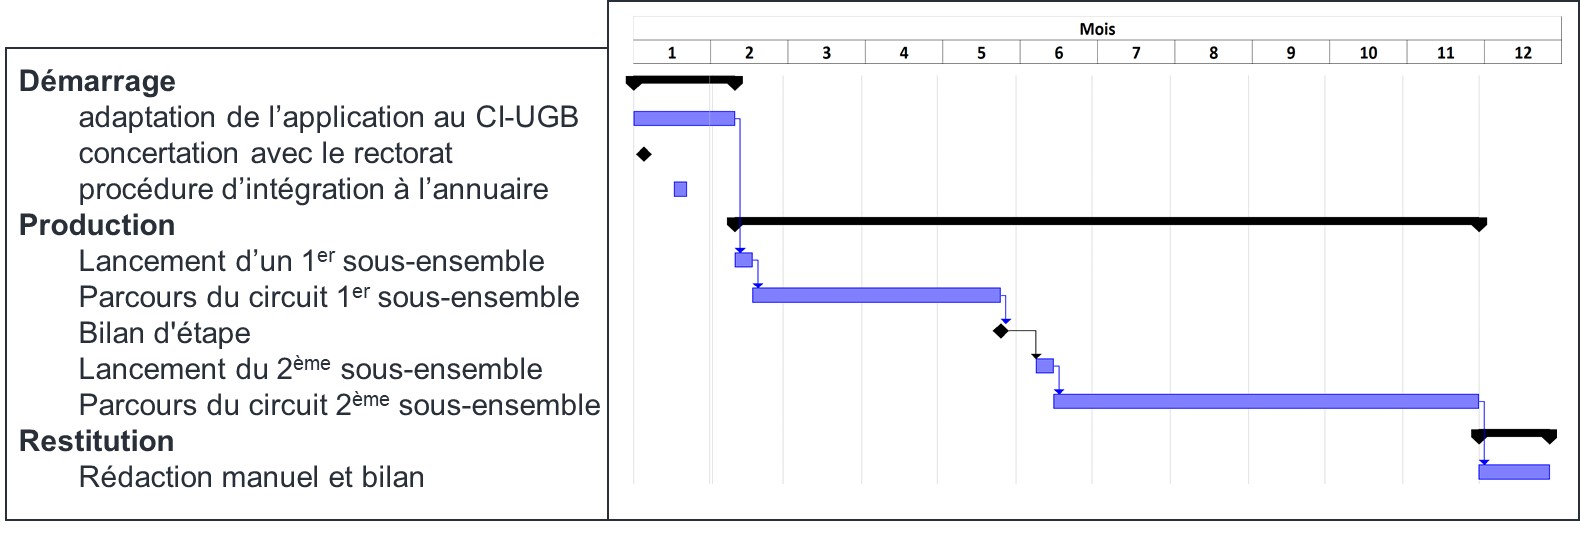 Mois
1 2 3 4 5 6 7 8 9 10 11 12
Démarrage
adaptation de l’application au CI-UGB
concertation avec le rectorat
procédure d’intégration à l’annuaire
Production
Lancement d’un 1er sous-ensemble
Parcours du circuit 1er sous-ensemble
Bilan d'étape
Lancement du 2ème sous-ensemble
Parcours du circuit 2ème sous-ensemble
Restitution
Rédaction manuel et bilan